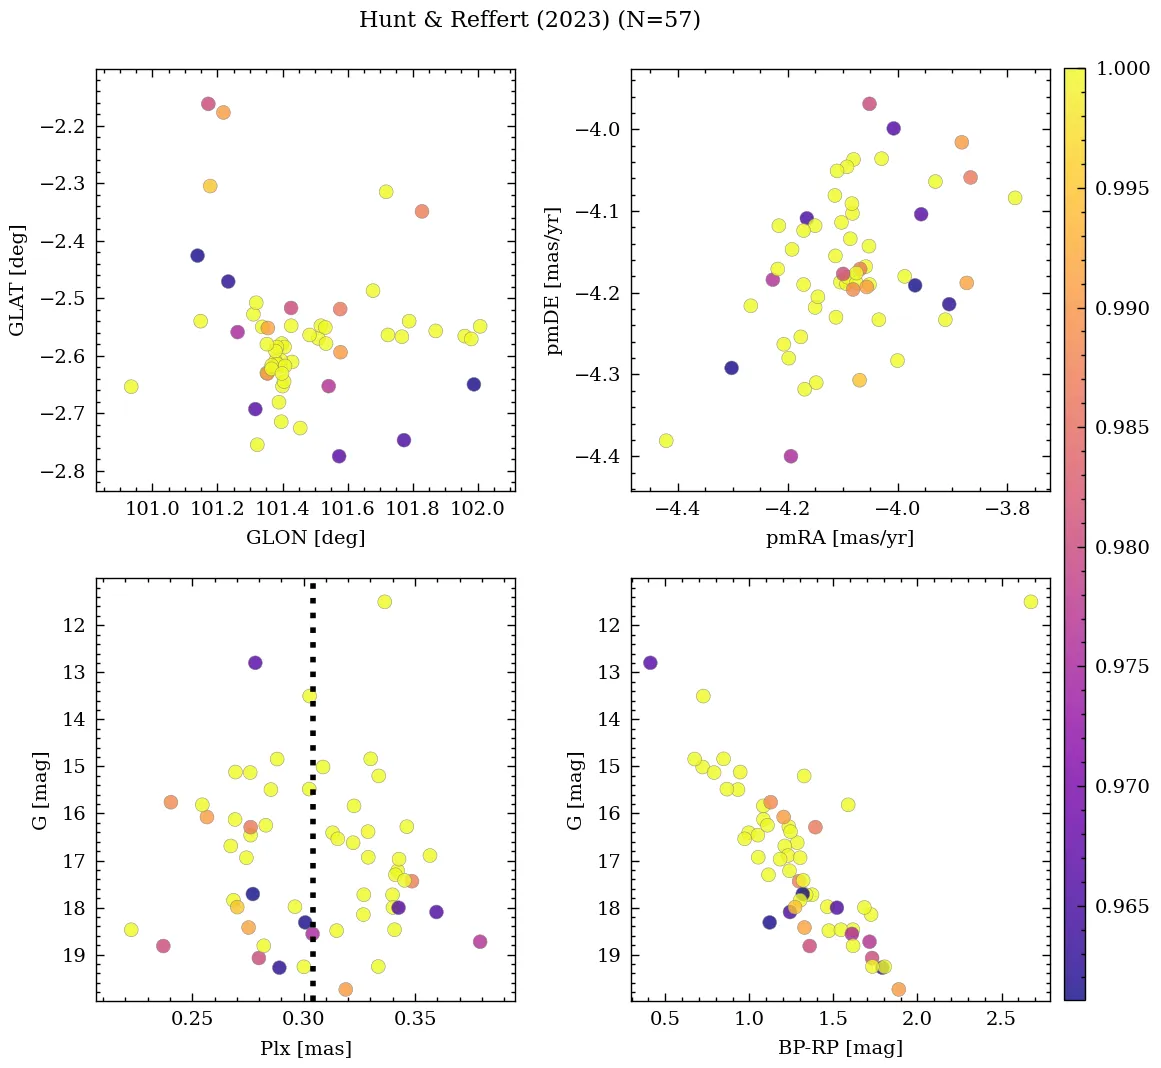 Hunt & Reffert (2023) (N=57)
−2.2
−2.3
−2.4
−2.5
−2.6
−2.7
−2.8
GLAT [deg]
101.0 101.2 101.4 101.6 101.8 102.0
GLON [deg]
−4.0
−4.1
−4.2
−4.3
−4.4
pmDE [mas/yr]
−4.4 −4.2 −4.0 −3.8
pmRA [mas/yr]
12
13
14
15
16
17
18
19
G [mag]
0.25 0.30 0.35
Plx [mas]
12
13
14
15
16
17
18
19
G [mag]
0.5 1.0 1.5 2.0 2.5
BP-RP [mag]
1.000
0.995
0.990
0.985
0.980
0.975
0.970
0.965